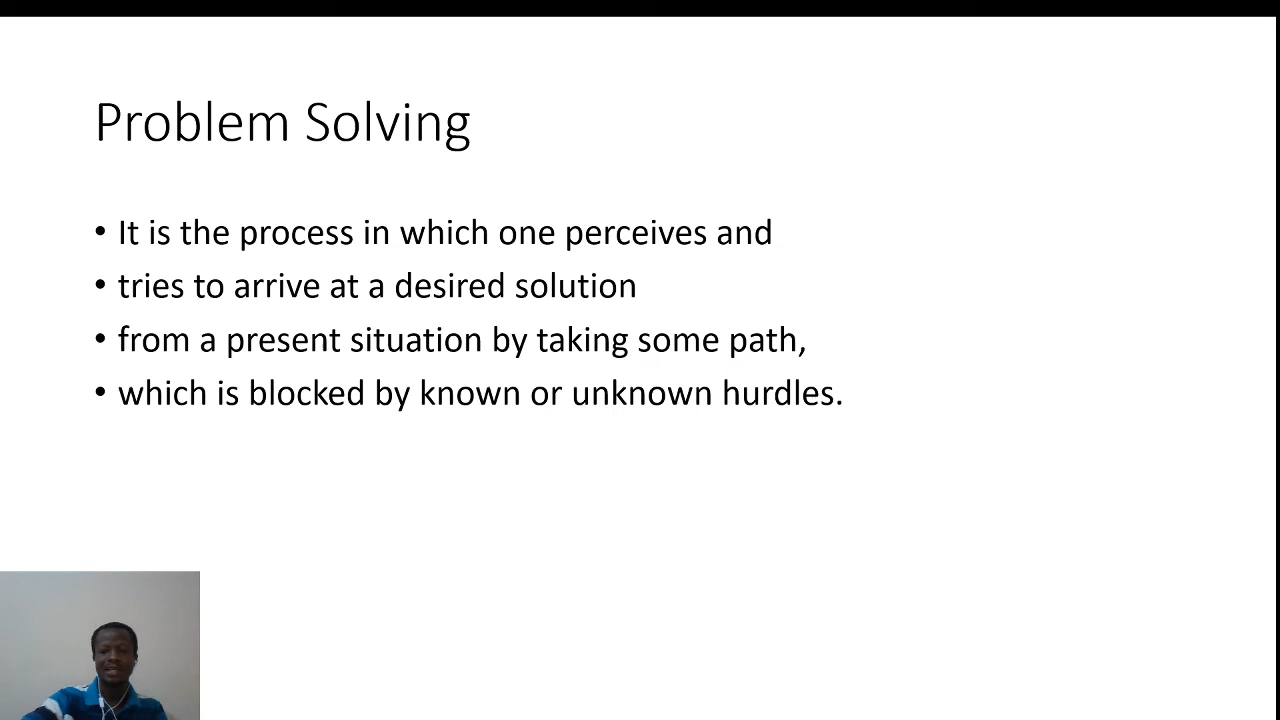 Problem Solving
• It is the process in which one perceives and
• tries to arrive at a desired solution
• from a present situation by taking some path,
• which is blocked by known or unknown hurdles.